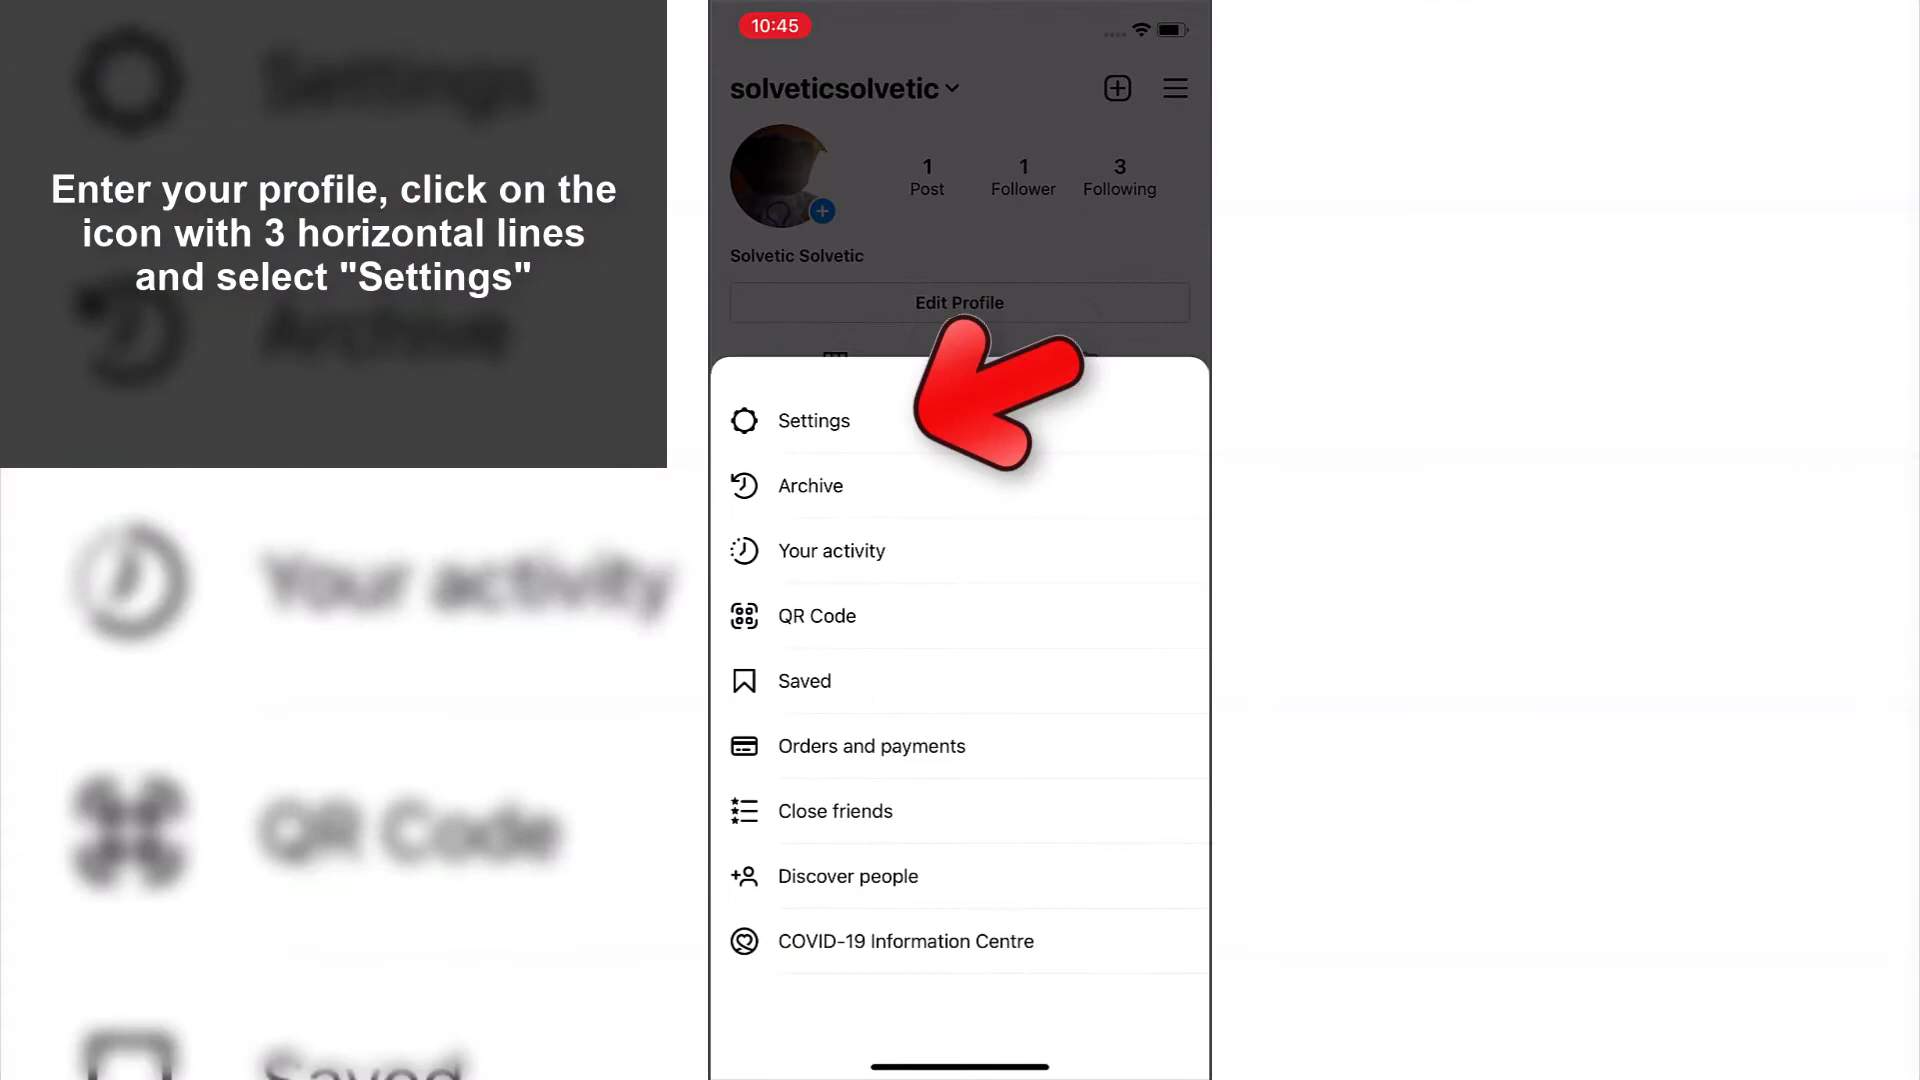 Settings
Enter your profile, click on the
icon with 3 horizontal lines
and select "Settings"
Archive
Your activity
QR Code
Saved
10:45
solveticsolvetic
1 1 3
Post Follower Following
Solvetic Solvetic
Edit Profile
Settings
Archive
Your activity
QR Code
Saved
Orders and payments
Close friends
Discover people
COVID-19 Information Centre